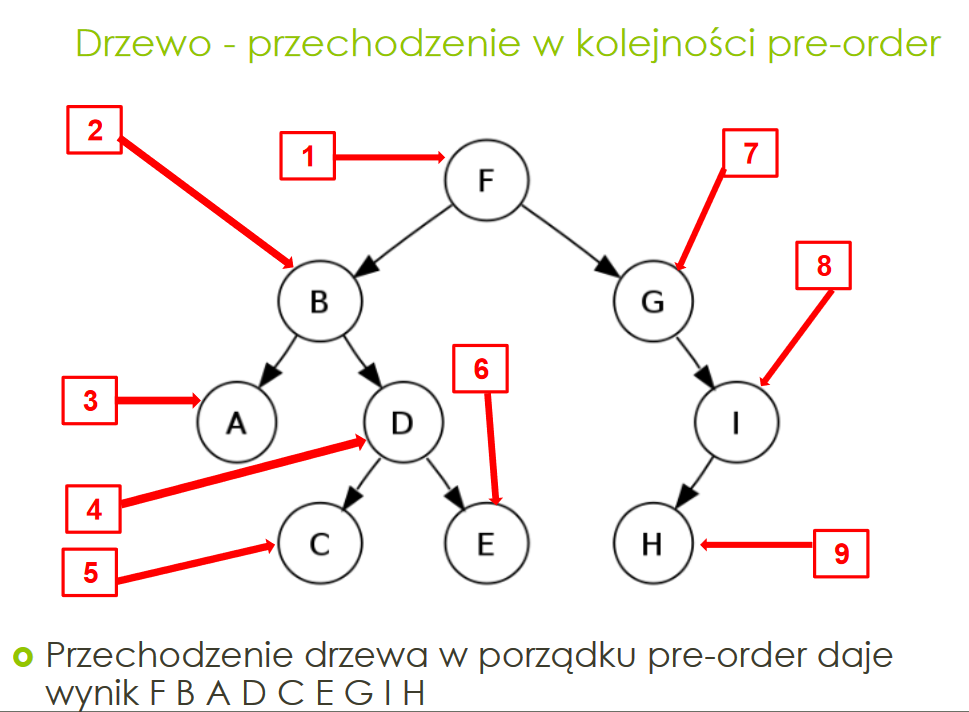 Drzewo - przechodzenie w kolejności pre-order
2
1
7
F
8
B
G
6
3
A
D
I
4
C
E
H
9
5
Przechodzenie drzewa w porządku pre-order daje
wynik F B A D C E G I H